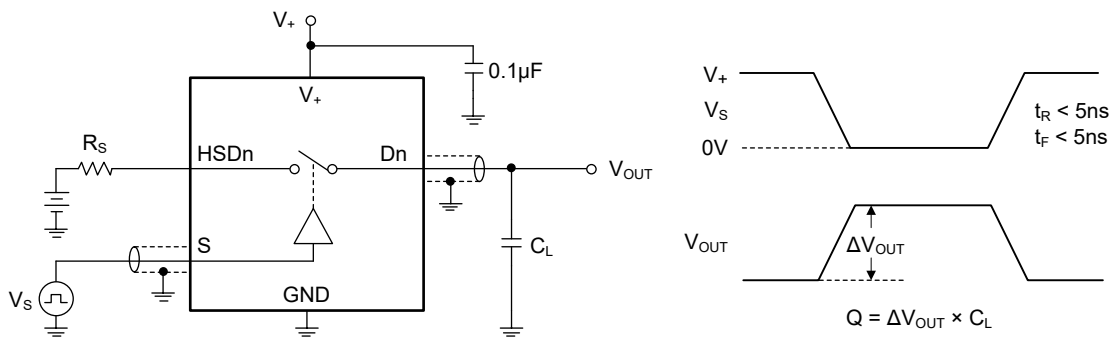 V+
0.1μF
V+
RS
HSDn
Dn
VOUT
S
CL
VS
GND
V+
VS
0V
tR < 5ns
tF < 5ns
VOUT
ΔVOUT
Q = ΔVOUT × CL